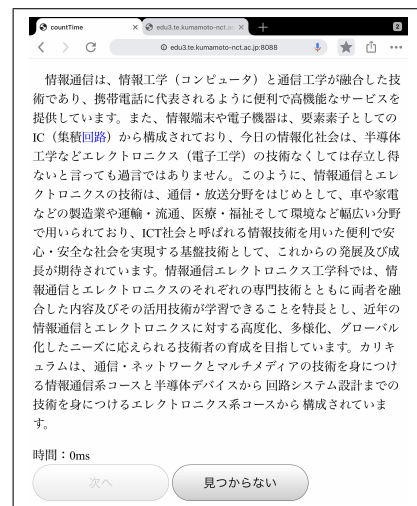 countTime
edu3.te.kumamoto-nct.ac
2
edu3.te.kumamoto-nct.ac.jp:8088
情報通信は、情報工学（コンピュータ）と通信工学が融合した技
術であり、携帯電話に代表されるように便利で高機能なサービスを
提供しています。また、情報端末や電子機器は、要素素子としての
IC（集積回路）から構成されており、今日の情報化社会は、半導体
工学などエレクトロニクス（電子工学）の技術なくしては存立し得
ないと言っても過言ではありません。このように、情報通信とエレ
クトロニクスの技術は、通信・放送分野をはじめとして、車や家電
などの製造業や運輸・流通、医療・福祉そして環境など幅広い分野
で用いられており、ICT社会と呼ばれる情報技術を用いた便利で安
心・安全な社会を実現する基盤技術として、これからの発展及び成
長が期待されています。情報通信エレクトロニクス工学科では、情
報通信とエレクトロニクスのそれぞれの専門技術とともに両者を融
合した内容及びその活用技術が学習できることを特長とし、近年の
情報通信とエレクトロニクスに対する高度化、多様化、グローバル
化したニーズに応えられる技術者の育成を目指しています。カリキ
ュラムは、通信・ネットワークとマルチメディアの技術を身につけ
る情報通信系コースと半導体デバイスから 回路システム設計までの
技術を身につけるエレクトロニクス系コースから 構成されていま
す。
時間：0ms
次へ 見つからない